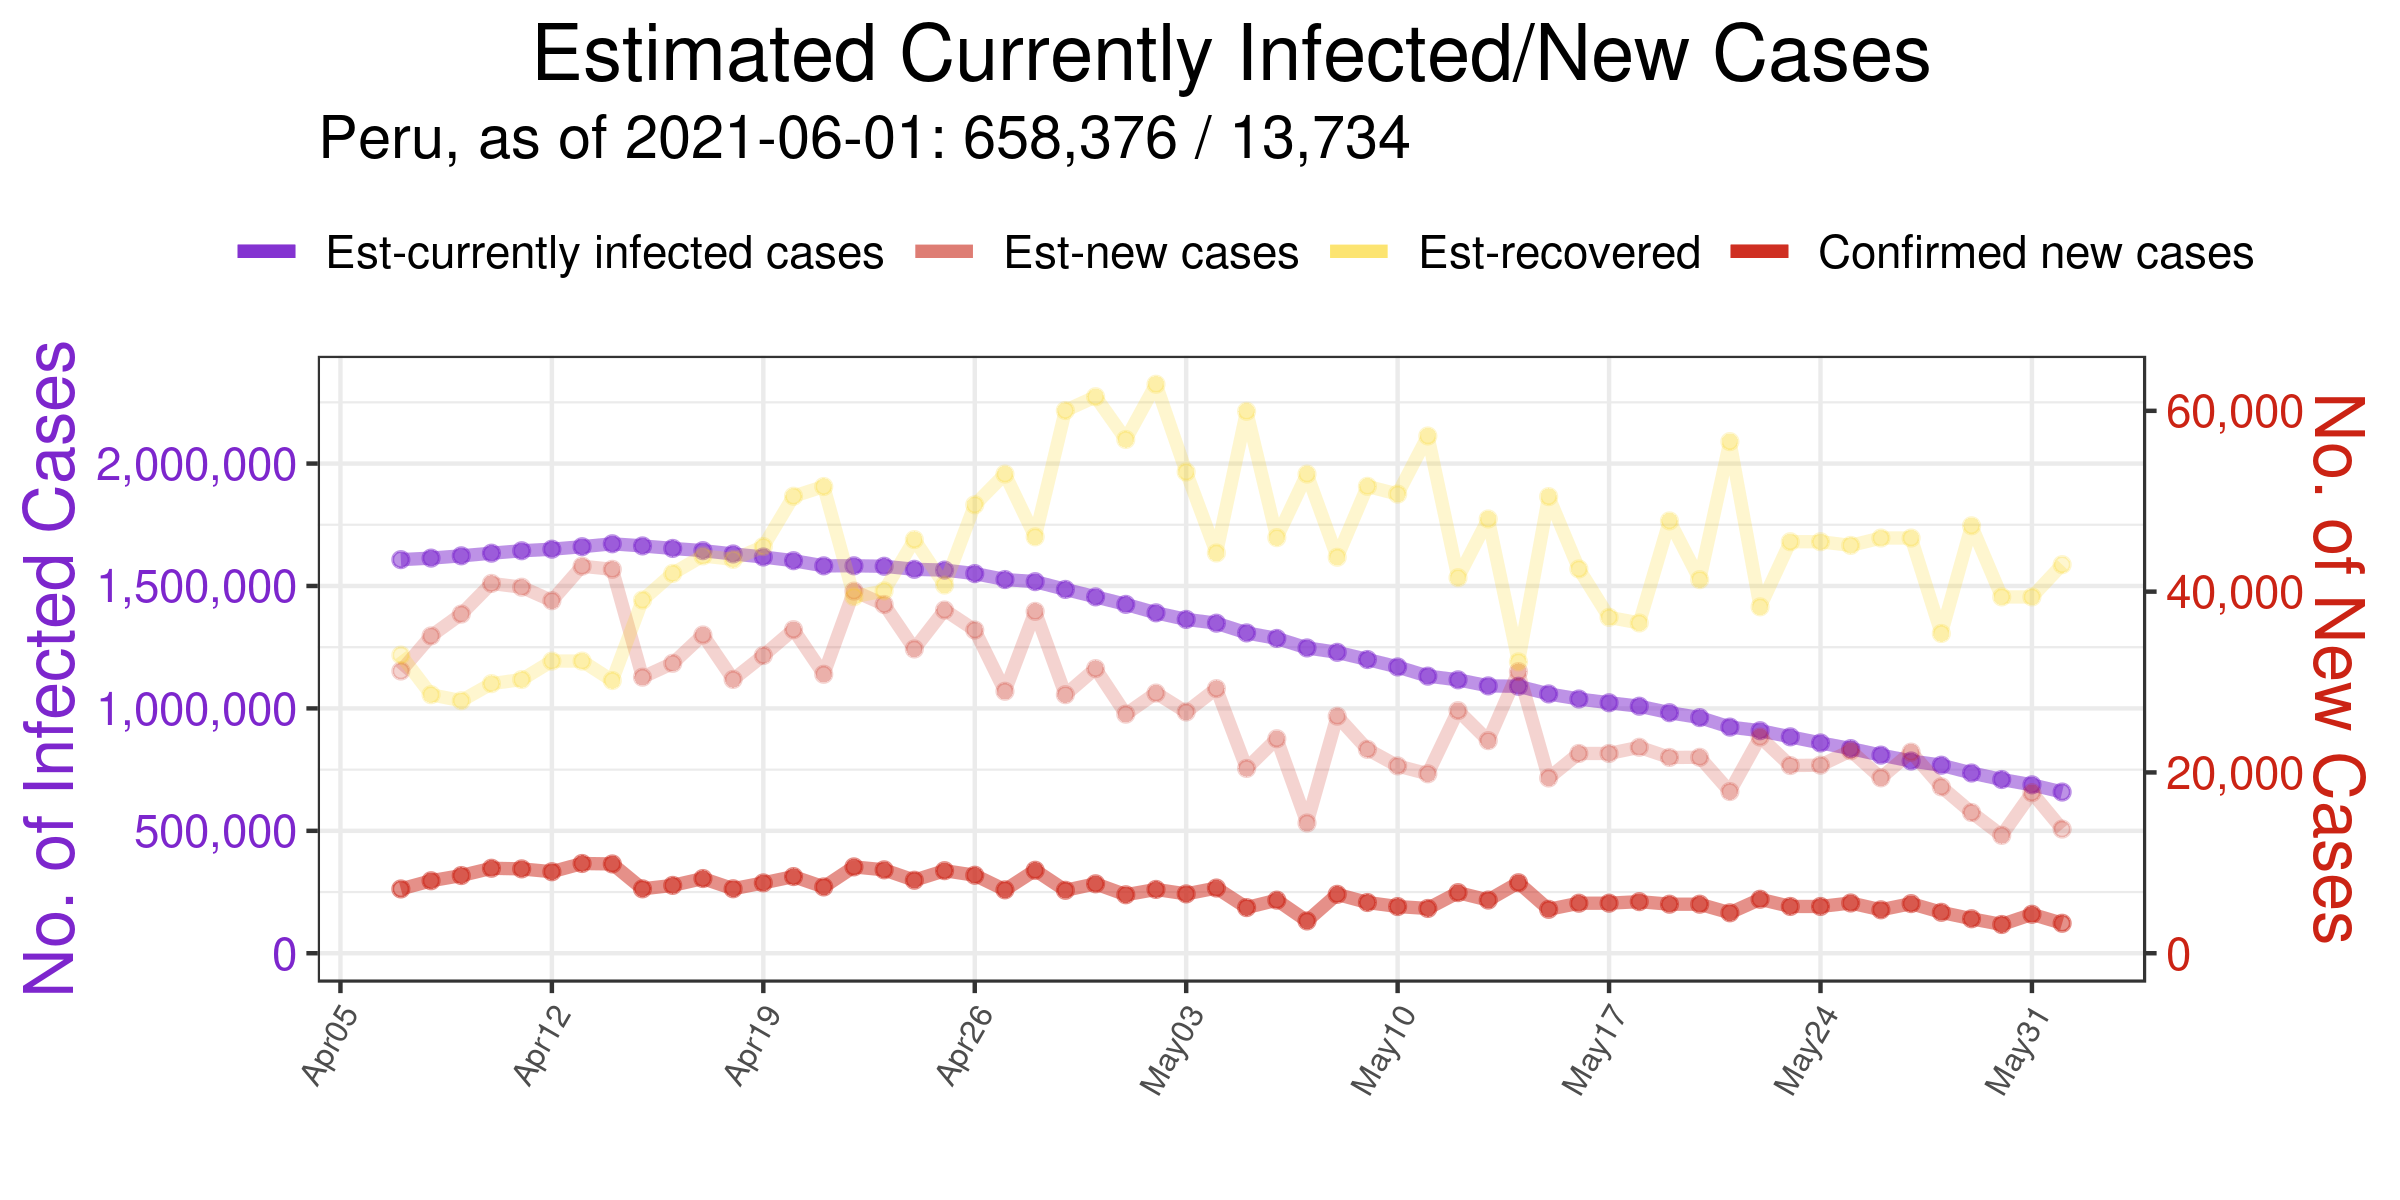 Estimated Currently Infected/New Cases
Peru, as of 2021-06-01: 658,376 / 13,734
Est-currently infected cases Est-new cases Est-recovered Confirmed new cases
No. of Infected Cases
2,000,000
1,500,000
1,000,000
500,000
0
60,000
40,000
20,000
0
No. of New Cases
Apr05 Apr12 Apr19 Apr26 May03 May10 May17 May24 May31